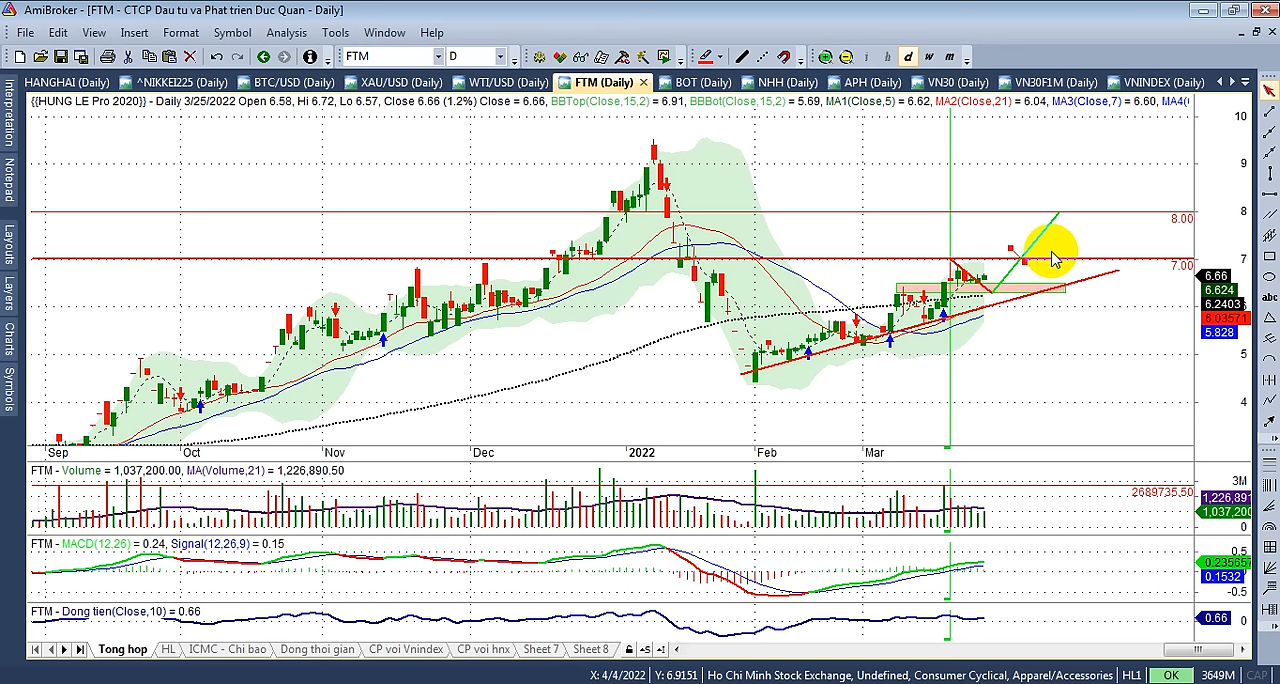 AmiBroker - [FTM - CTCP Dau tu va Phat trien Duc Quan - Daily]
File Edit View Insert Format Symbol Analysis Tools Window Help
FTM D i d w m
HANGHAI (Daily) ^NIKKEI225 (Daily) BTC/USD (Daily) XAU/USD (Daily) WTI/USD (Daily) FTM (Daily) BOT (Daily) NHH (Daily) APH (Daily) VN30 (Daily) VN30F1M (Daily) VNINDEX (Daily)
{{HUNG LE Pro 2020}} - Daily 3/25/2022 Open 6.58, Hi 6.72, Lo 6.57, Close 6.66 (1.2%) Close = 6.66, BBTop(Close,15,2) = 6.91, BBBot(Close,15,2) = 5.69, MA1(Close,5) = 6.62, MA2(Close,21) = 6.04, MA3(Close,7) = 6.60, MA4(
Interpretation
Notepad
Layouts
Layers
Charts
Symbols
abc
10
9
8
8.00
7
7.00
6.66
6.624
6.2403
6.03571
5.828
5
4
Sep Oct Nov Dec 2022 Feb Mar
FTM - Volume = 1,037,200.00, MA(Volume,21) = 1,226,890.50
3M
2689735.50
1,226,891
1,037,200
0
FTM - MACD(12,26) = 0.24, Signal(12,26,9) = 0.15
0.5
0.235657
0.1532
-0.5
FTM - Dong tien(Close,10) = 0.66
0.66 0
Tong hop HL ICMC - Chi bao Dong thoi gian CP voi Vnindex CP voi hnx Sheet 7 Sheet 8
X: 4/4/2022 Y: 6.9151 Ho Chi Minh Stock Exchange, Undefined, Consumer Cyclical, Apparel/Accessories HL1 OK 3649M CAP